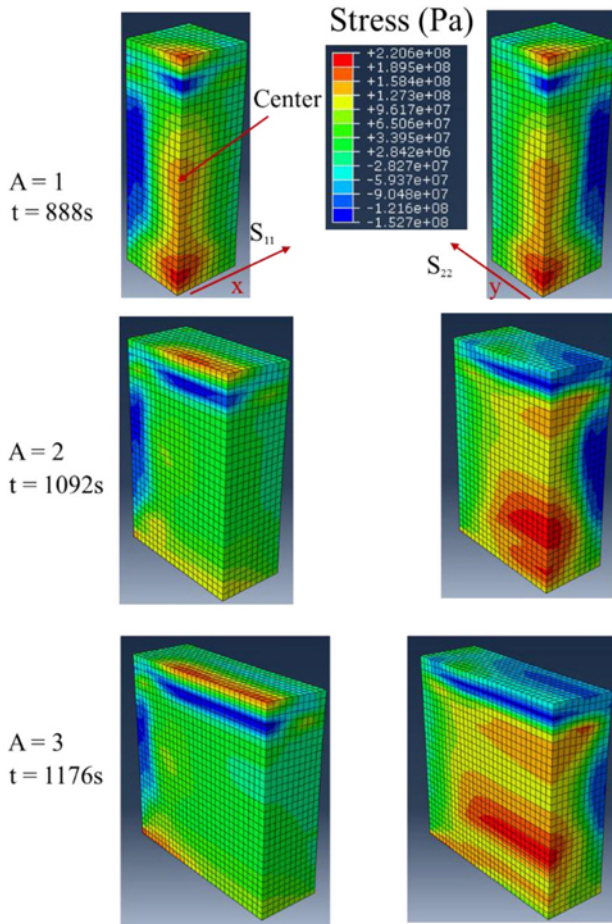 Stress (Pa)
+2.206e+08
+1.895e+08
+1.584e+08
+1.273e+08
+9.617e+07
+6.506e+07
+3.395e+07
+2.842e+06
-2.827e+07
-5.937e+07
-9.048e+07
-1.216e+08
-1.527e+08
Center
A = 1
t = 888s
S11
x
S22
y
A = 2
t = 1092s
A = 3
t = 1176s